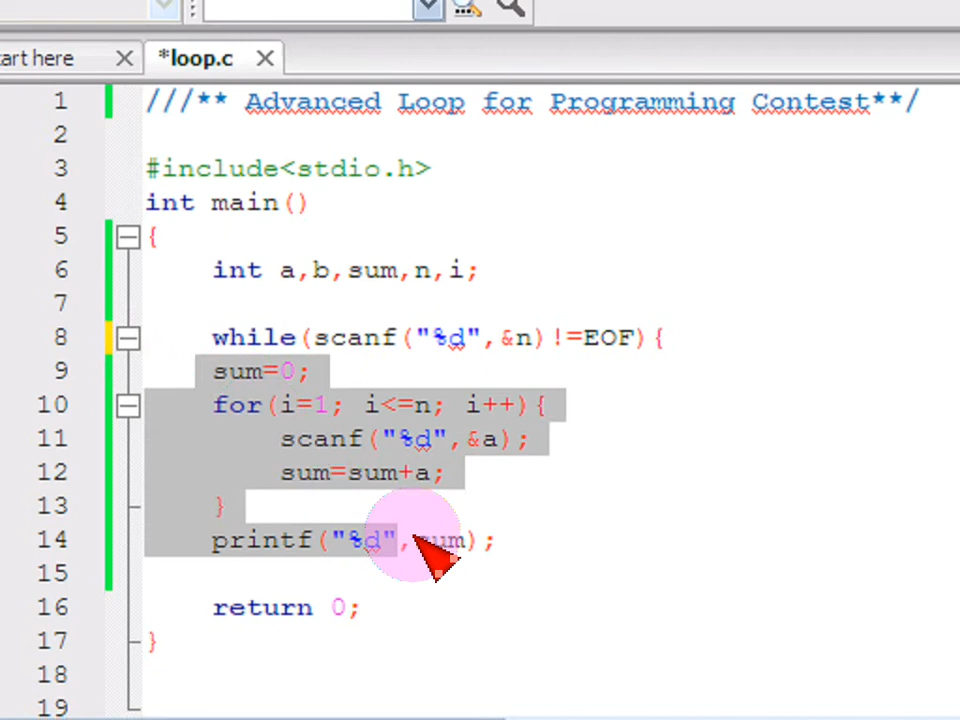 art here
*loop.c
1 ///** Advanced Loop for Programming Contest**/
2
3 #include<stdio.h>
4 int main()
5 {
6 int a,b,sum,n,i;
7
8 while(scanf("%d",&n)!=EOF){
9 sum=0;
10 for(i=1; i<=n; i++){
11 scanf("%d",&a);
12 sum=sum+a;
13 }
14 printf("%d",sum);
15
16 return 0;
17 }
18
19